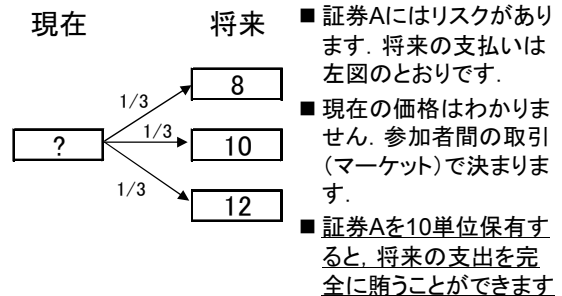 現在
将来
1/3
8
?
1/3
10
1/3
12
■ 証券Aにはリスクがあり
ます．将来の支払いは
左図のとおりです．
■ 現在の価格はわかりま
せん．参加者間の取引
（マーケット）で決まりま
す．
■ 証券Aを10単位保有す
ると，将来の支出を完
全に賄うことができます